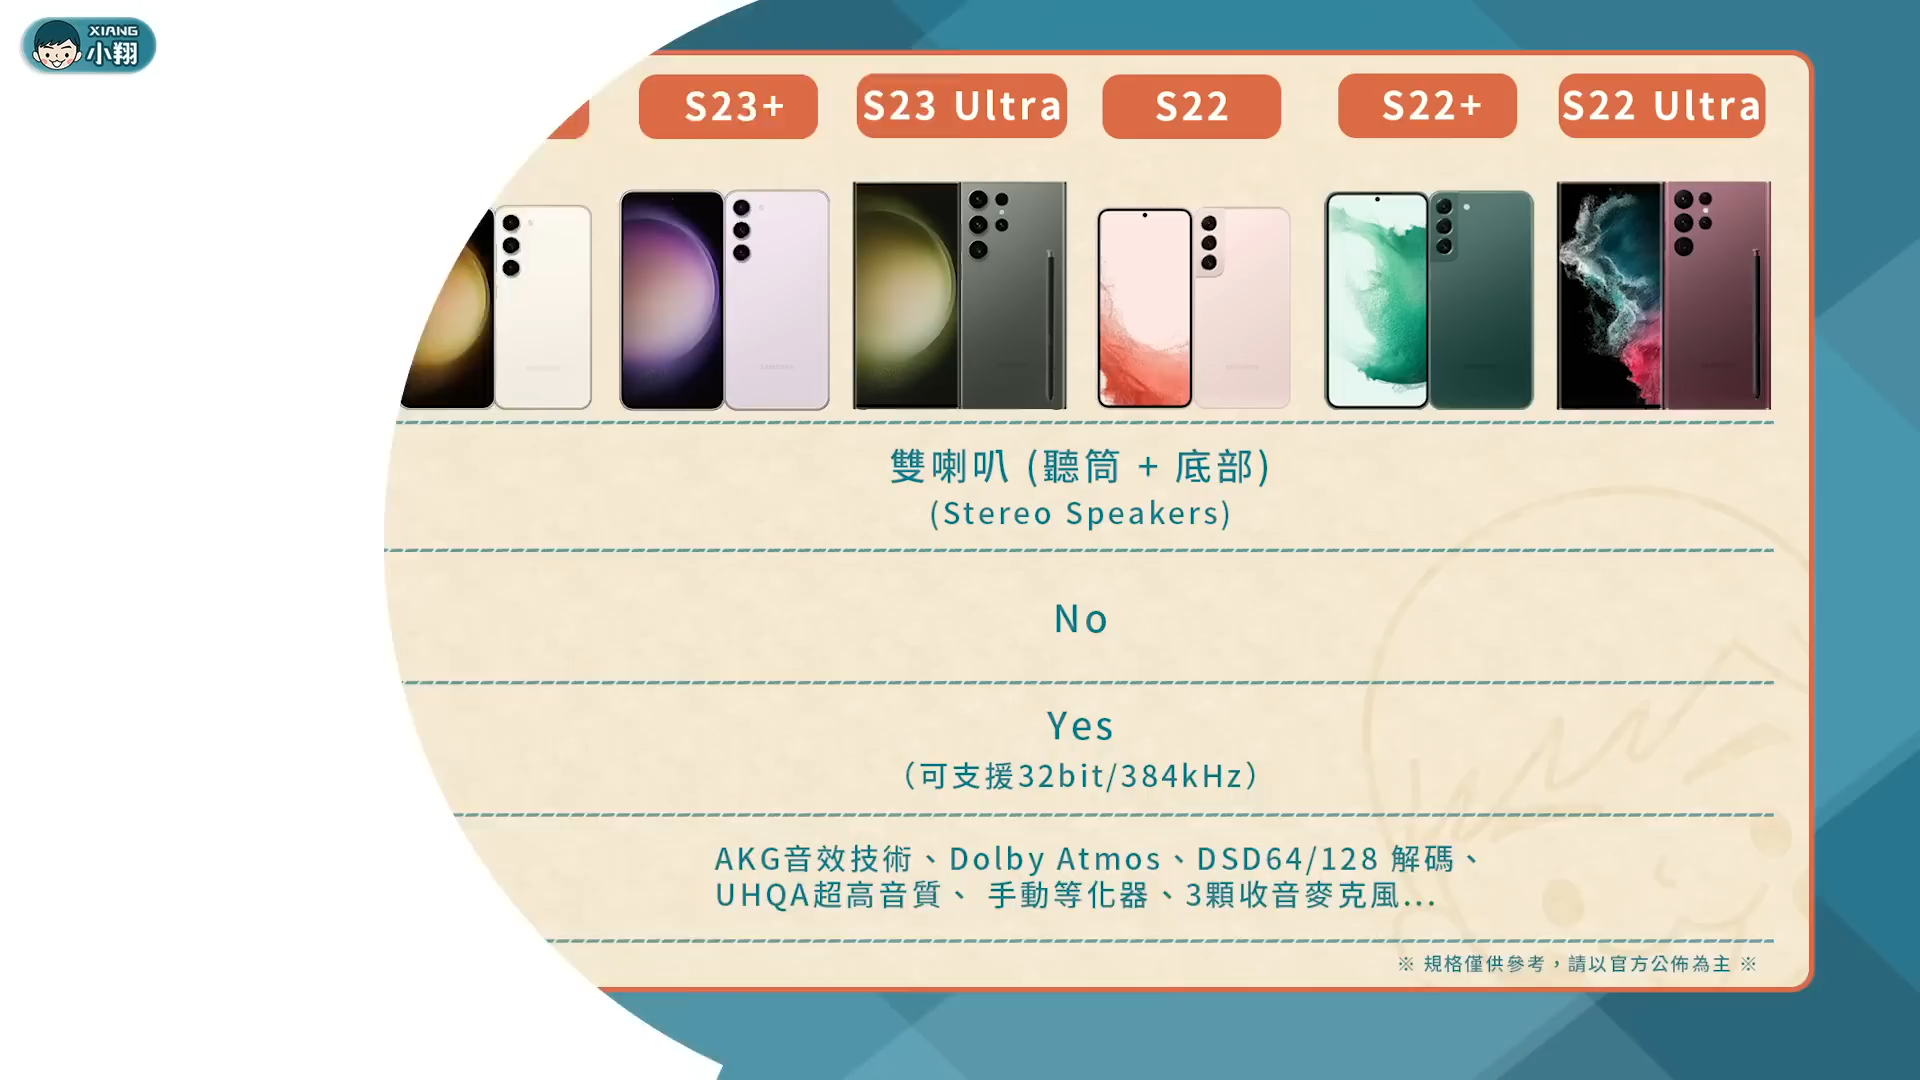 XIANG
小翔
S23+
S23 Ultra
S22
S22+
S22 Ultra
雙喇叭 (聽筒 + 底部)
(Stereo Speakers)
No
Yes
（可支援32bit/384kHz）
AKG音效技術、Dolby Atmos、DSD64/128 解碼、
UHQA超高音質、 手動等化器、3顆收音麥克風...
※ 規格僅供參考，請以官方公佈為主 ※